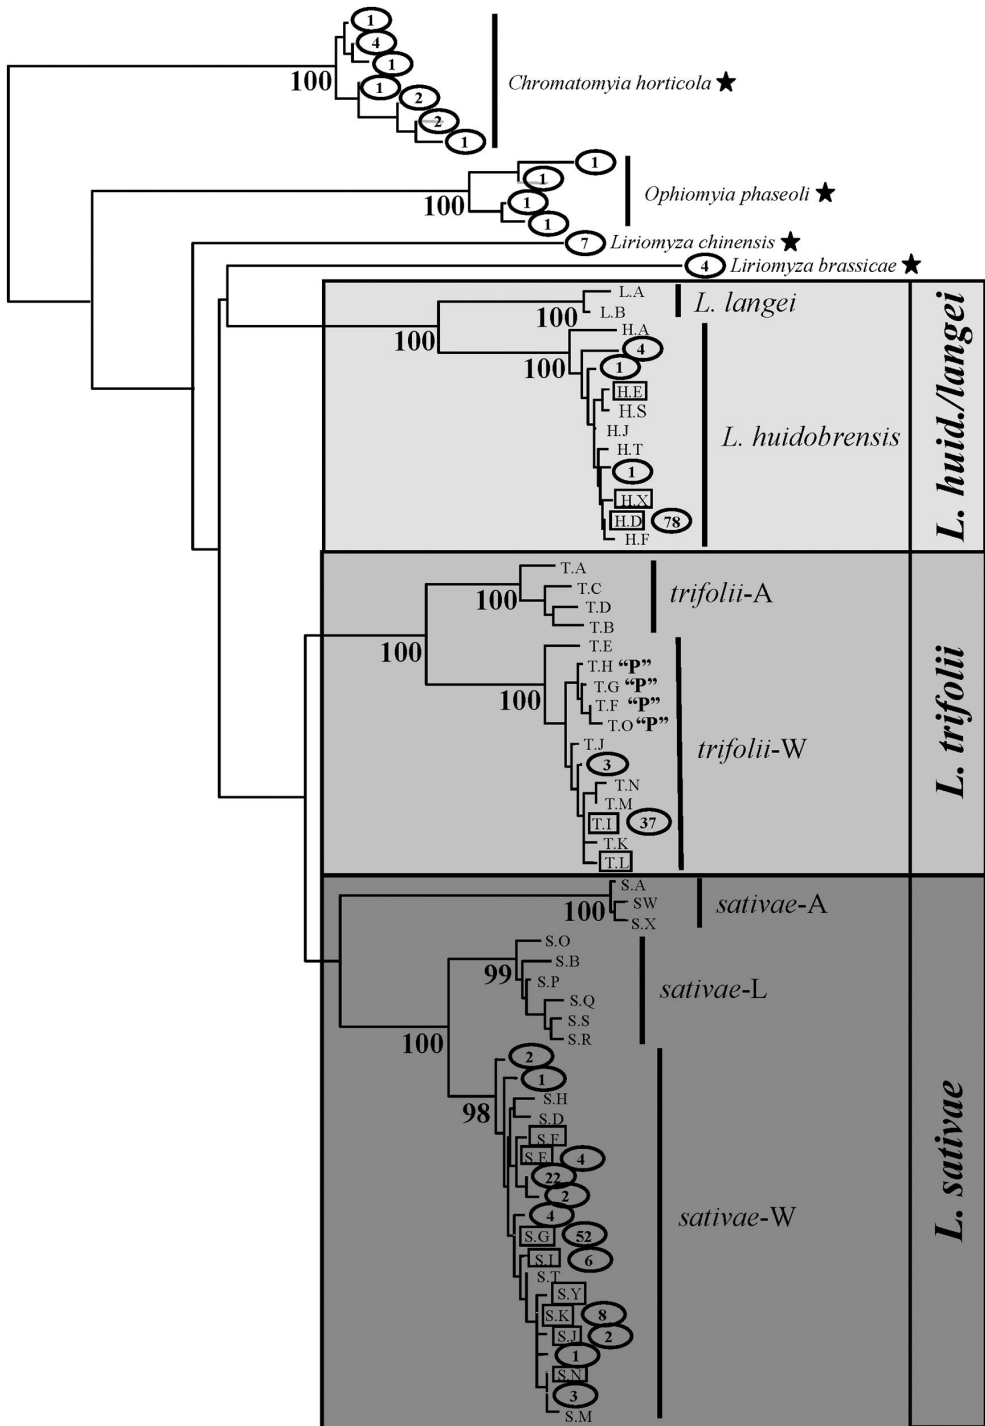 1
4
1
100
1
2
2
1
Chromatomyia horticola ★
1
1
100
1
1
Ophiomyia phaseoli ★
7 Liriomyza chinensis ★
4 Liriomyza brassicae ★
L.A
100 L.B
L. langei
100
H.A
4
100 1
H.E
H.S
H.J
H.T
1
H.X
H.D 78
H.F
L. huidobrensis
L. huid./langei
T.A
T.C
100 T.D
T.B
trifolii-A
100
T.E
T.H “P”
100 T.G “P”
T.F “P”
T.O “P”
T.J
3
T.N
T.M
T.I 37
T.K
T.L
trifolii-W
L. trifolii
S.A
SW
100 S.X
sativae-A
S.O
S.B
99 S.P
S.Q
S.S
S.R
sativae-L
100
2
1
98 S.H
S.D
S.F
S.E 4
22
2
4
S.G 52
S.I 6
S.T
S.Y
S.K 8
S.J 2
1
S.N
3
S.M
sativae-W
L. sativae